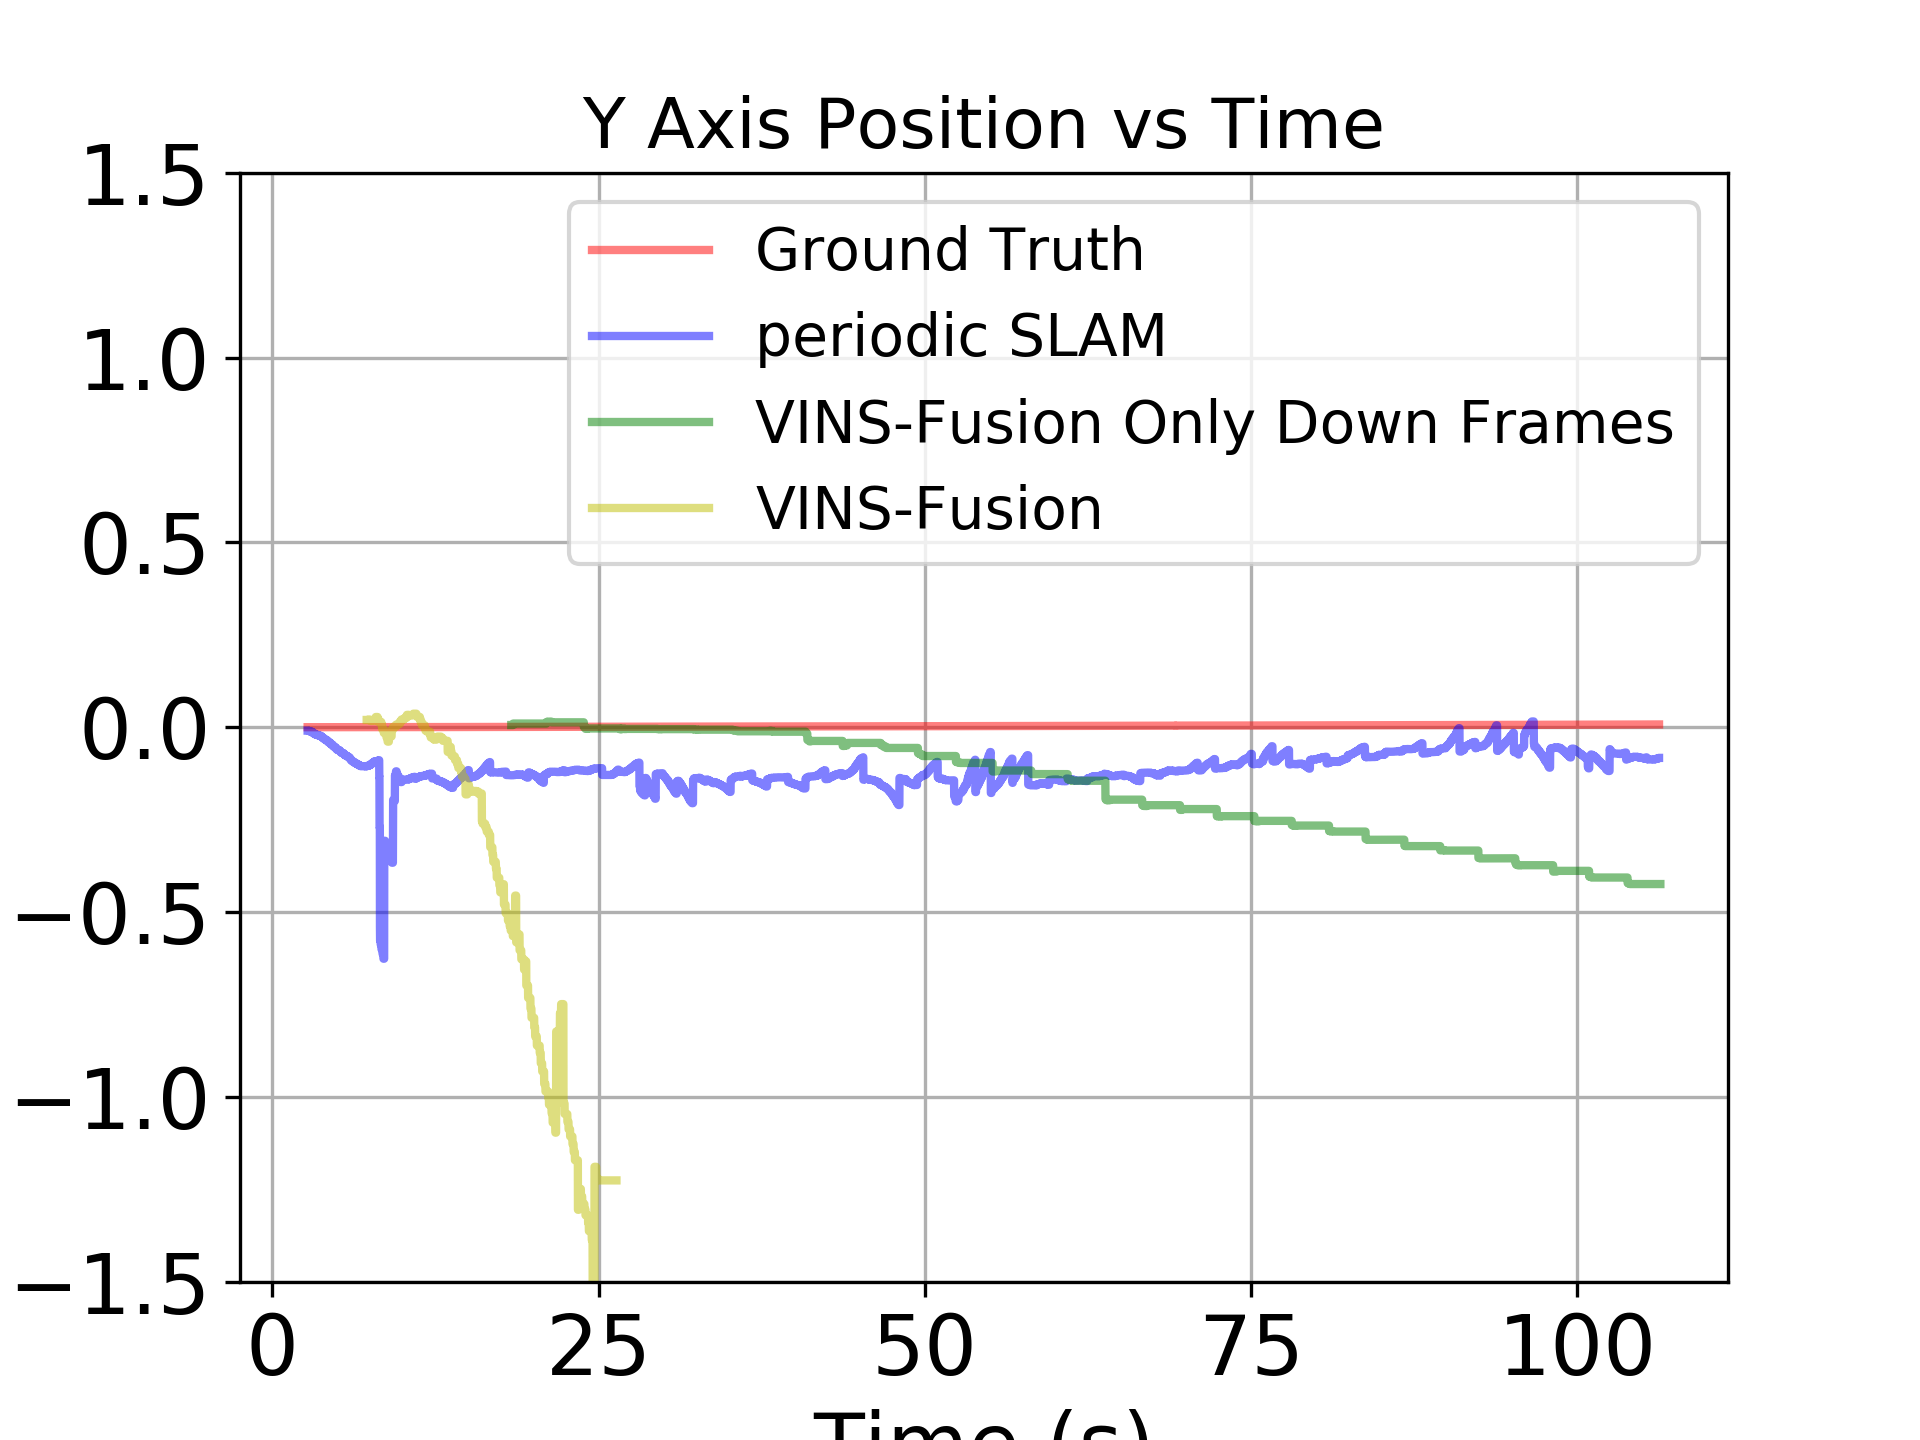 Y Axis Position vs Time
1.5
1.0
0.5
0.0
−0.5
−1.0
−1.5
Ground Truth
periodic SLAM
VINS-Fusion Only Down Frames
VINS-Fusion
0 25 50 75 100
Time (s)